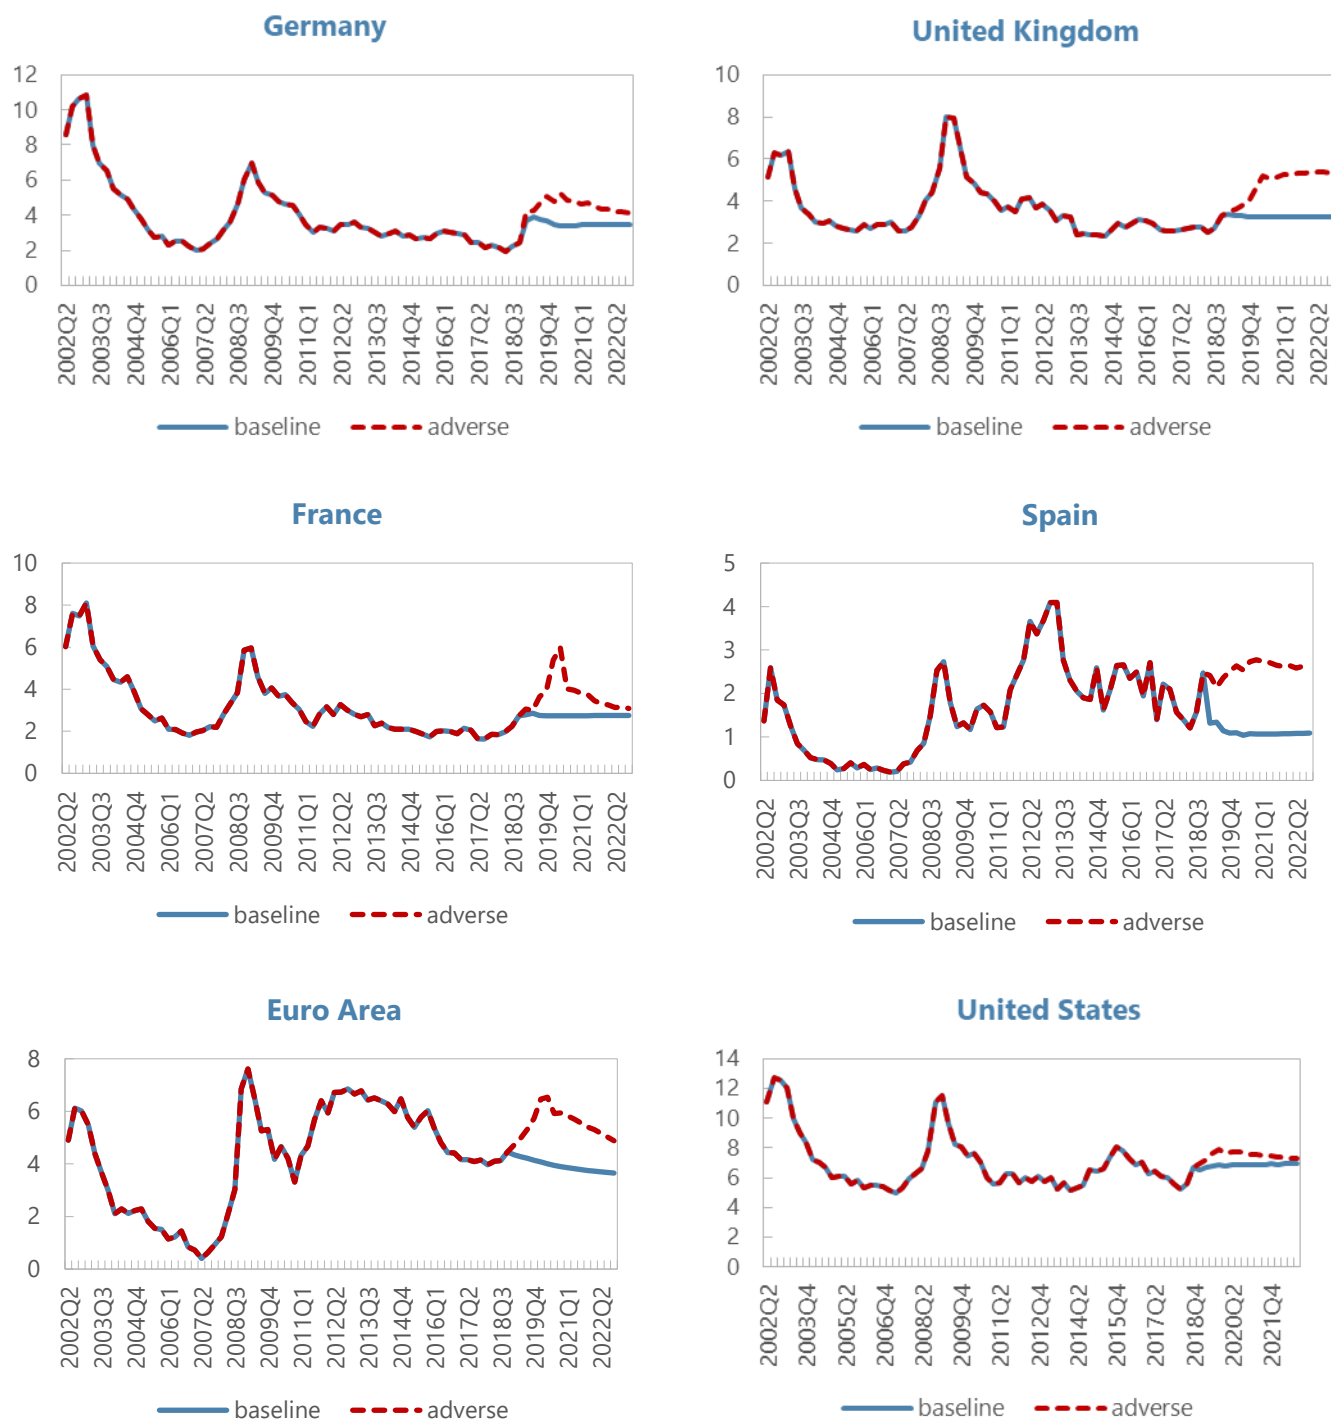 Germany
12
10
8
6
4
2
0
2002Q2
2003Q3
2004Q4
2006Q1
2007Q2
2008Q3
2009Q4
2011Q1
2012Q2
2013Q3
2014Q4
2016Q1
2017Q2
2018Q3
2019Q4
2021Q1
2022Q2
baseline adverse
United Kingdom
10
8
6
4
2
0
2002Q2
2003Q3
2004Q4
2006Q1
2007Q2
2008Q3
2009Q4
2011Q1
2012Q2
2013Q3
2014Q4
2016Q1
2017Q2
2018Q3
2019Q4
2021Q1
2022Q2
baseline adverse
France
10
8
6
4
2
0
2002Q2
2003Q3
2004Q4
2006Q1
2007Q2
2008Q3
2009Q4
2011Q1
2012Q2
2013Q3
2014Q4
2016Q1
2017Q2
2018Q3
2019Q4
2021Q1
2022Q2
baseline adverse
Spain
5
4
3
2
1
0
2002Q2
2003Q3
2004Q4
2006Q1
2007Q2
2008Q3
2009Q4
2011Q1
2012Q2
2013Q3
2014Q4
2016Q1
2017Q2
2018Q3
2019Q4
2021Q1
2022Q2
baseline adverse
Euro Area
8
6
4
2
0
2002Q2
2003Q3
2004Q4
2006Q1
2007Q2
2008Q3
2009Q4
2011Q1
2012Q2
2013Q3
2014Q4
2016Q1
2017Q2
2018Q3
2019Q4
2021Q1
2022Q2
baseline adverse
United States
14
12
10
8
6
4
2
0
2002Q2
2003Q4
2005Q2
2006Q4
2008Q2
2009Q4
2011Q2
2012Q4
2014Q2
2015Q4
2017Q2
2018Q4
2020Q2
2021Q4
baseline adverse